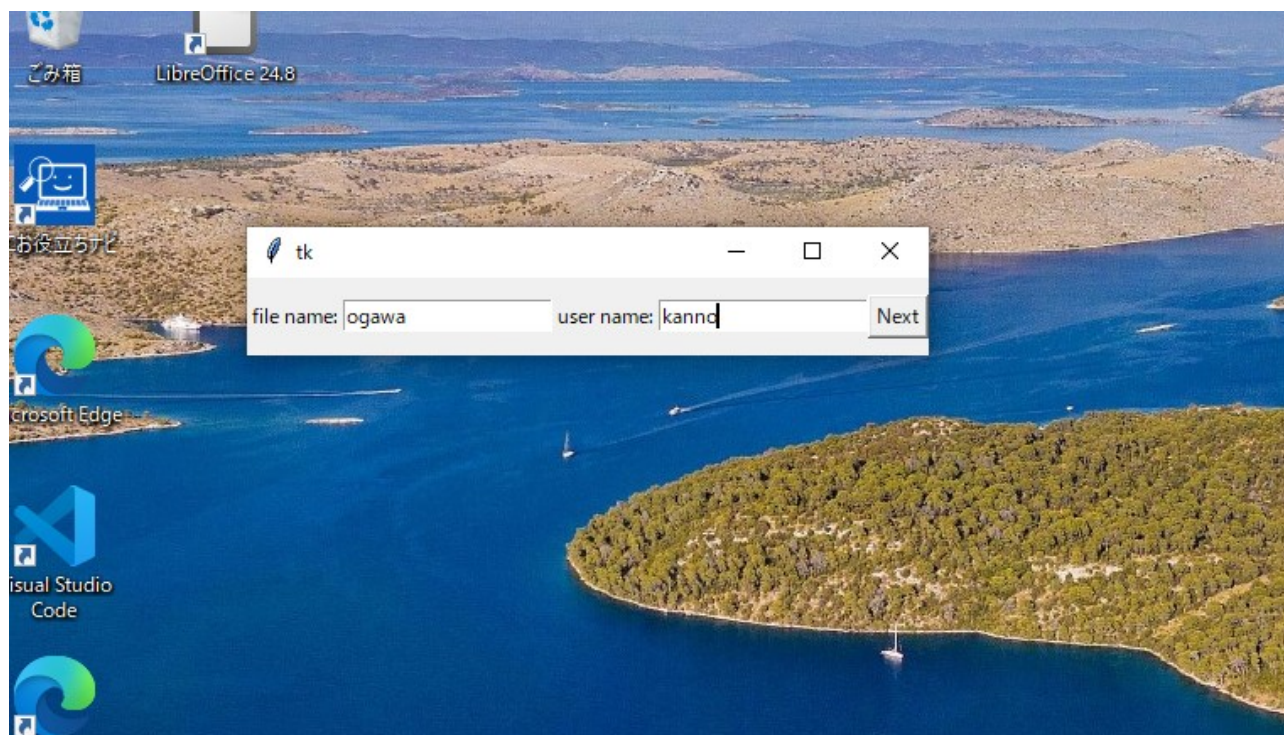 ごみ箱
LibreOffice 24.8
お役立ちナビ
tk
file name: ogawa user name: kanno Next
crosoft Edge
isual Studio
Code